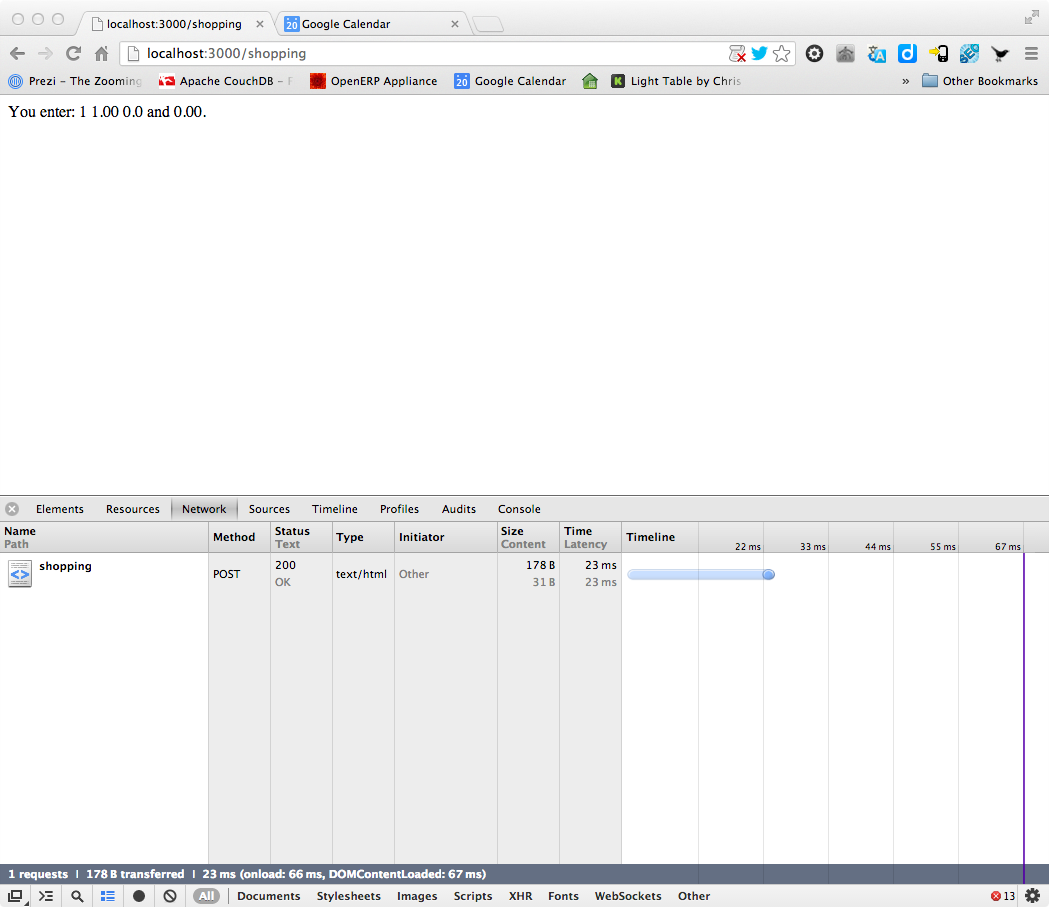 localhost:3000/shopping
20 Google Calendar
localhost:3000/shopping
Prezi – The Zooming
Apache CouchDB –
OpenERP Appliance
20 Google Calendar
K Light Table by Chris
» Other Bookmarks
You enter: 1 1.00 0.0 and 0.00.
Elements Resources Network Sources Timeline Profiles Audits Console
Name Method Status Type Initiator Size Time Timeline
Path Text Content Latency 22 ms 33 ms 44 ms 55 ms 67 ms
shopping POST 200 text/html Other 178 B 23 ms
OK 31 B 23 ms
1 requests | 178 B transferred | 23 ms (onload: 66 ms, DOMContentLoaded: 67 ms)
All Documents Stylesheets Images Scripts XHR Fonts WebSockets Other 13